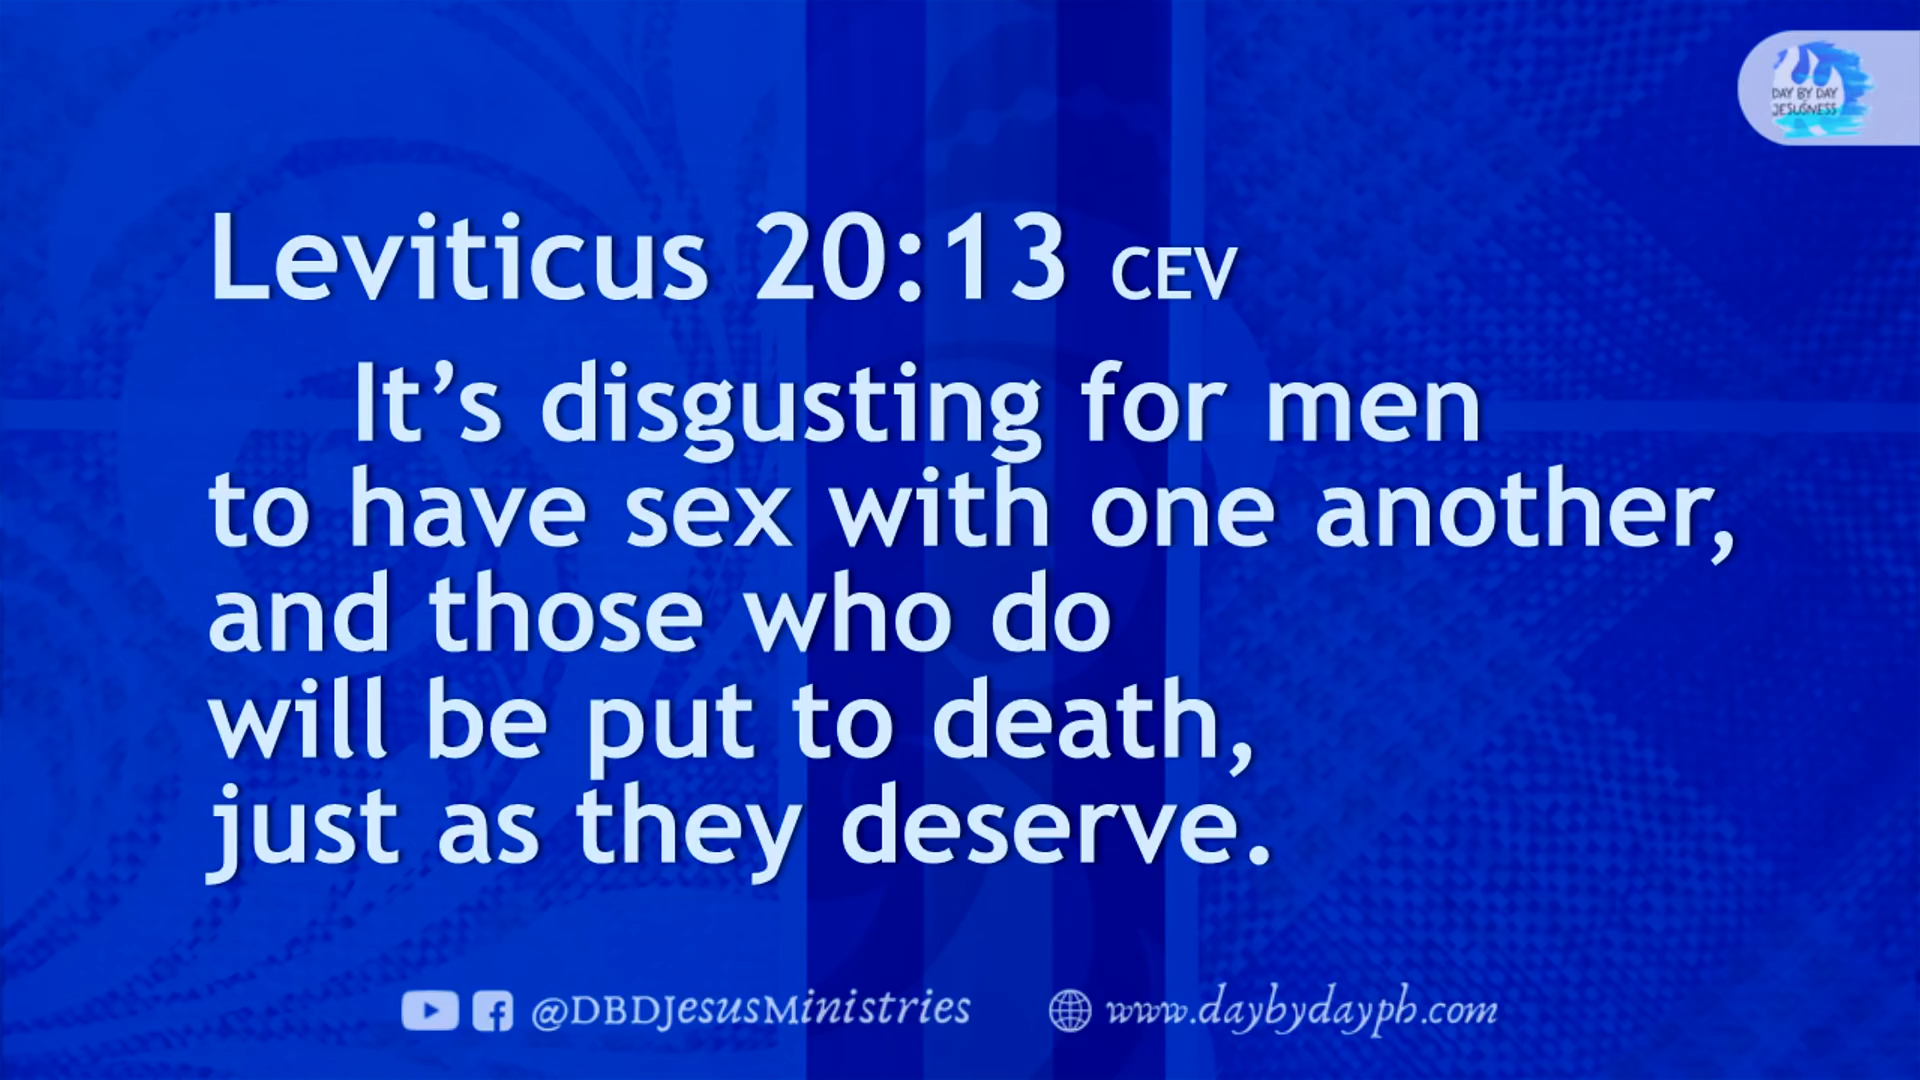 DAY BY DAY
JESUSNESS
Leviticus 20:13 CEV
It’s disgusting for men
to have sex with one another,
and those who do
will be put to death,
just as they deserve.
@DBDJesusMinistries www.daybydayph.com